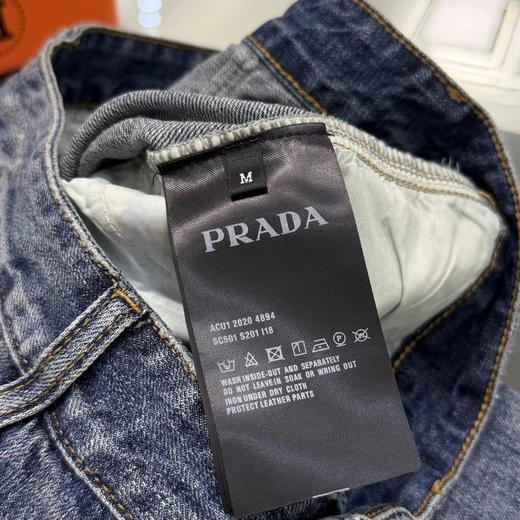 M
PRADA
ACU1 2020 4894
SC501 S201 I18
WASH INSIDE-OUT AND SEPARATELY
DO NOT LEAVE IN SOAK OR WRING OUT
IRON UNDER DRY CLOTH
PROTECT LEATHER PARTS